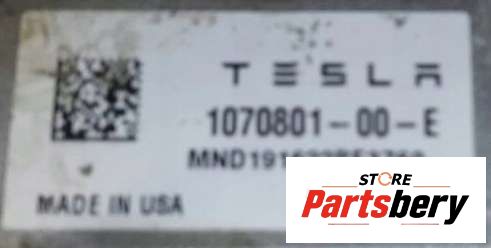 TESLA
1070801-00-E
MADE IN USA
STORE
Partsbery